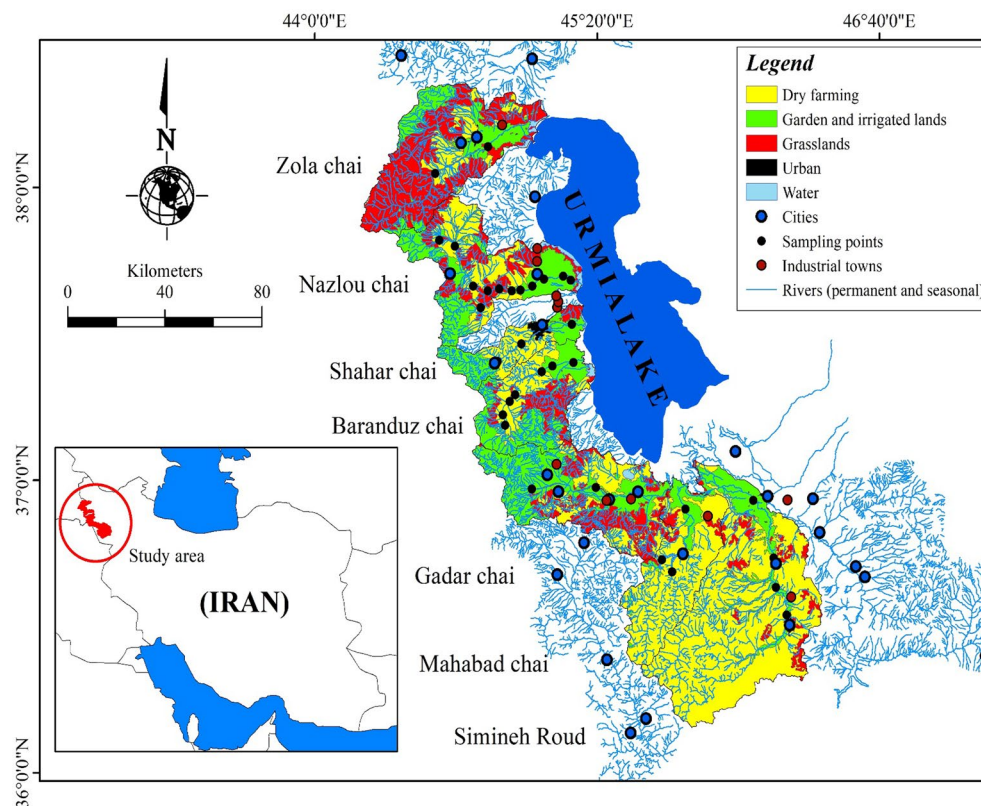 44°0'0"E
45°20'0"E
46°40'0"E
38°0'0"N
37°0'0"N
36°0'0"N
N
Kilometers
0 40 80
Zola chai
Nazlou chai
Shahar chai
Baranduz chai
Gadar chai
Mahabad chai
Simineh Roud
URMIALAKE
Legend
Dry farming
Garden and irrigated lands
Grasslands
Urban
Water
Cities
Sampling points
Industrial towns
Rivers (permanent and seasonal)
Study area
(IRAN)